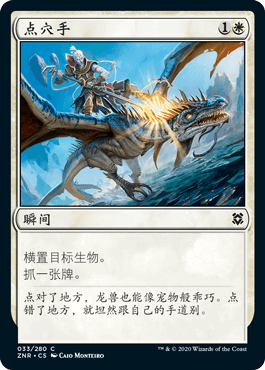 点穴手 1
瞬间
横置目标生物。
抓一张牌。
点对了地方，龙兽也能像宠物般乖巧。点
错了地方，就坦然跟自己的手道别。
033/280 C
ZNR • CS CAIO MONTEIRO
™ & © 2020 Wizards of the Coast